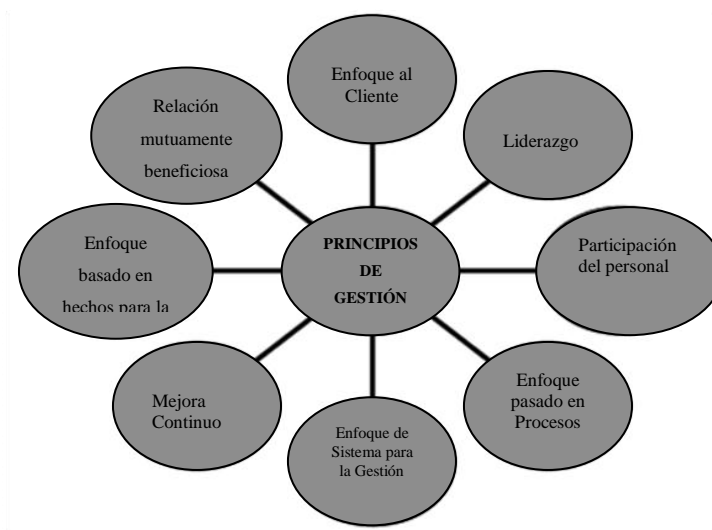 Enfoque al
Cliente
Relación
mutuamente
beneficiosa
Liderazgo
Enfoque
basado en
hechos para la
PRINCIPIOS
DE
GESTIÓN
Participación
del personal
Mejora
Continuo
Enfoque de
Sistema para
la Gestión
Enfoque
pasado en
Procesos